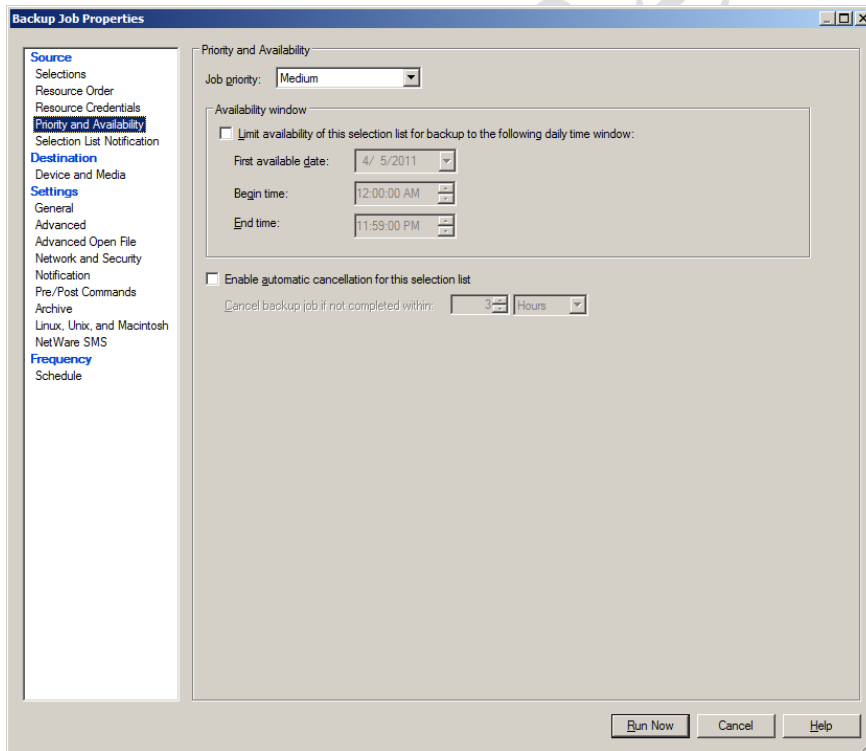 Backup Job Properties
Source
Selections
Resource Order
Resource Credentials
Priority and Availability
Selection List Notification
Destination
Device and Media
Settings
General
Advanced
Advanced Open File
Network and Security
Notification
Pre/Post Commands
Archive
Linux, Unix, and Macintosh
NetWare SMS
Frequency
Schedule
Priority and Availability
Job priority: Medium
Availability window
Limit availability of this selection list for backup to the following daily time window:
First available date: 4/ 5/2011
Begin time: 12:00:00 AM
End time: 11:59:00 PM
Enable automatic cancellation for this selection list
Cancel backup job if not completed within: 3 Hours
Run Now Cancel Help